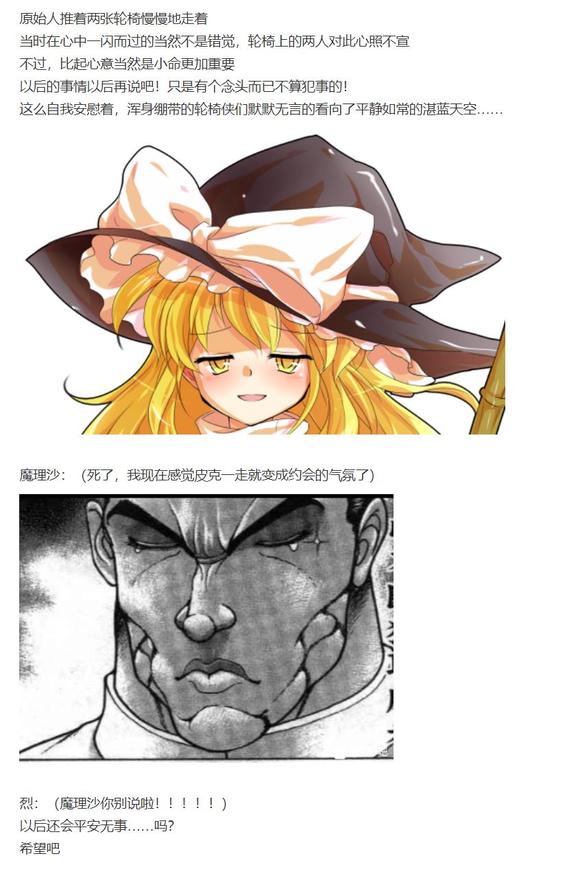 原始人推着两张轮椅慢慢地走着
当时在心中一闪而过的当然不是错觉，轮椅上的两人对此心照不宣
不过，比起心意当然是小命更加重要
以后的事情以后再说吧！只是有个念头而已不算犯事的！
这么自我安慰着，浑身绷带的轮椅侠们默默无言的看向了平静如常的湛蓝天空……
魔理沙：（死了，我现在感觉皮克一走就变成约会的气氛了）
烈：（魔理沙你别说啦！！！！！）
以后还会平安无事……吗？
希望吧